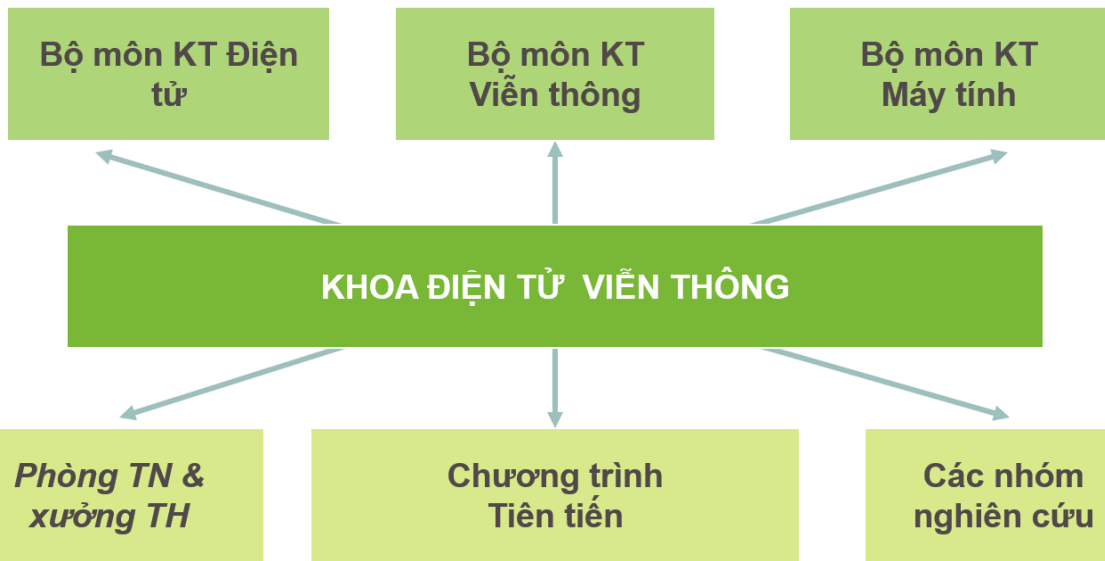 Bộ môn KT Điện
tử
Bộ môn KT
Viễn thông
Bộ môn KT
Máy tính
KHOA ĐIỆN TỬ VIỄN THÔNG
Phòng TN &
xưởng TH
Chương trình
Tiên tiến
Các nhóm
nghiên cứu